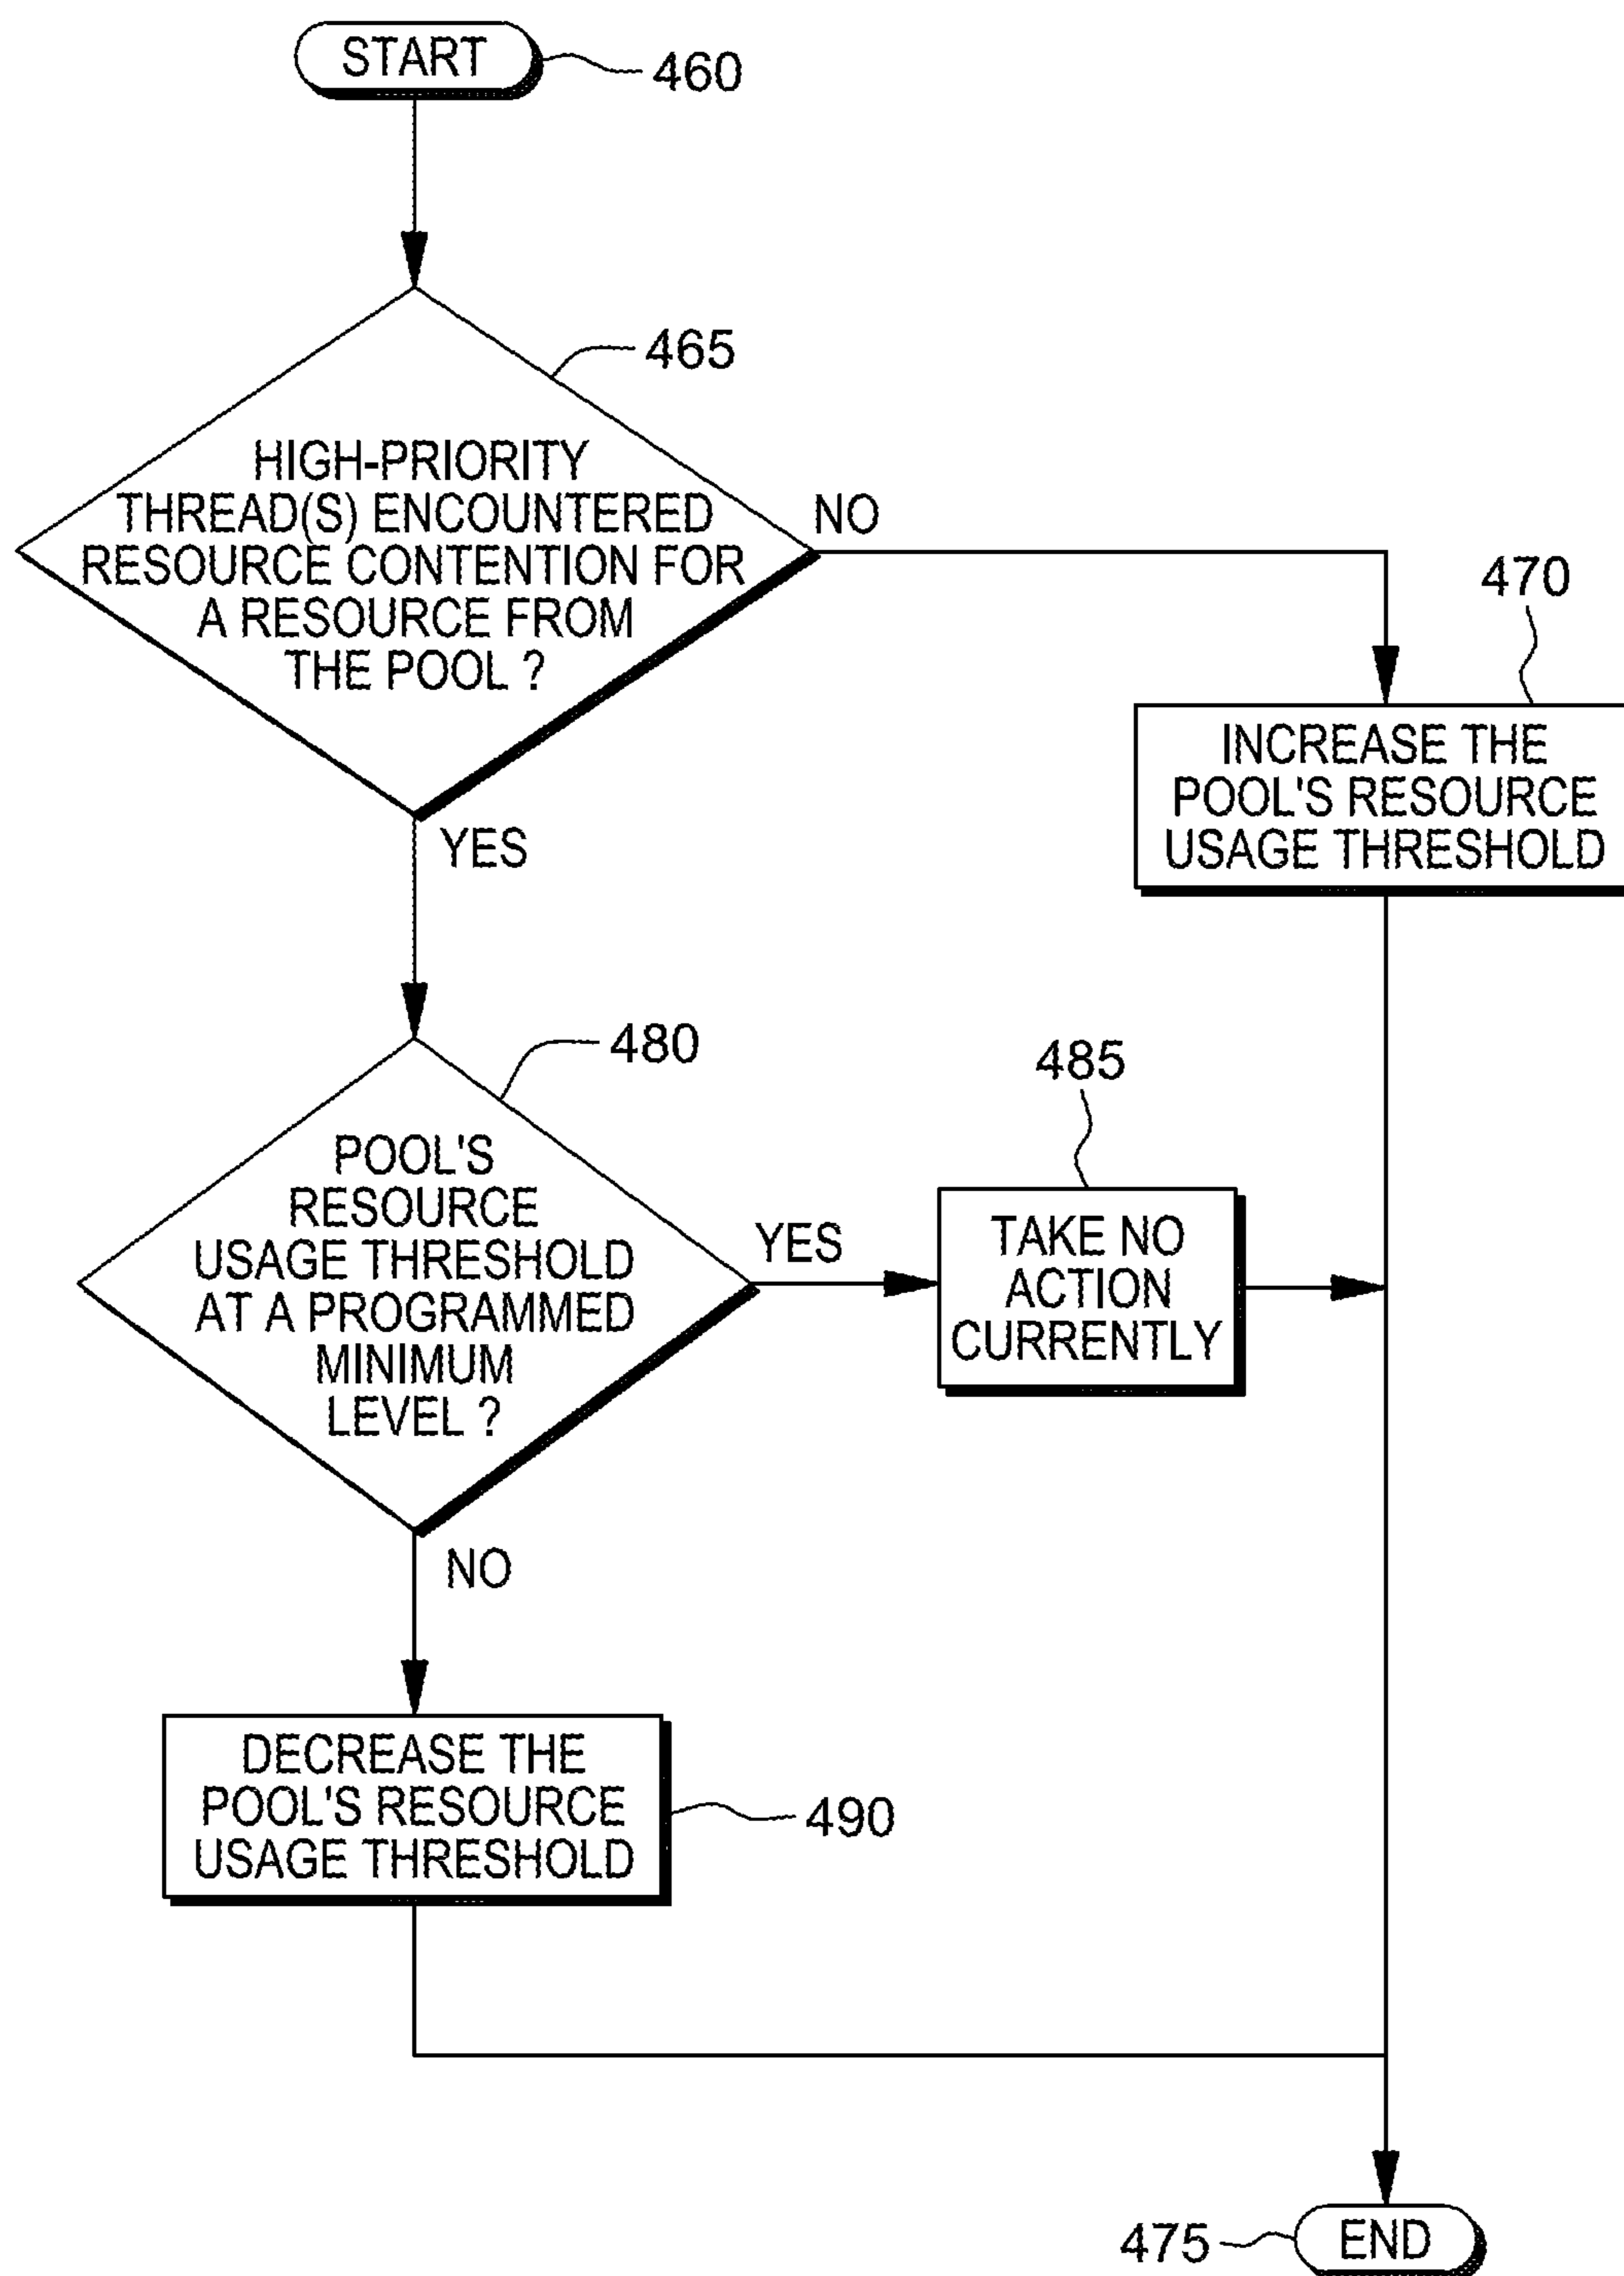 START
460
465
HIGH-PRIORITY
THREAD(S) ENCOUNTERED
RESOURCE CONTENTION FOR
A RESOURCE FROM
THE POOL ?
NO
YES
470
INCREASE THE
POOL'S RESOURCE
USAGE THRESHOLD
480
POOL'S
RESOURCE
USAGE THRESHOLD
AT A PROGRAMMED
MINIMUM
LEVEL ?
YES
NO
485
TAKE NO
ACTION
CURRENTLY
DECREASE THE
POOL'S RESOURCE
USAGE THRESHOLD
490
475
END